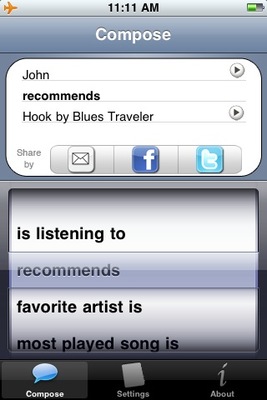 11:11 AM
Compose
John
recommends
Hook by Blues Traveler
Share
by
is listening to
recommends
favorite artist is
most played song is
Compose Settings About